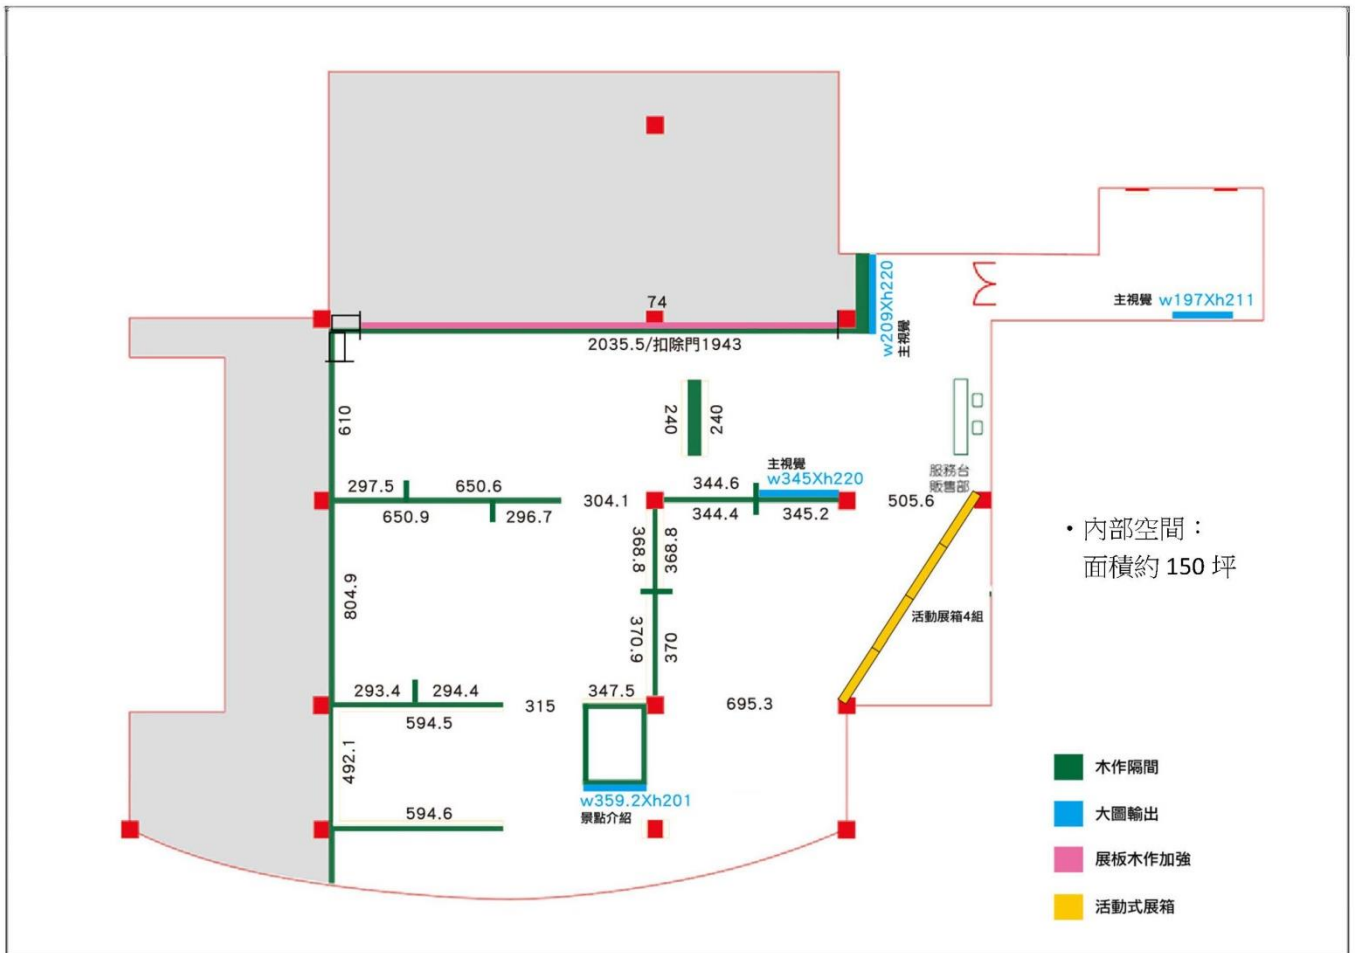 74
2035.5/扣除門1943
w209Xh220
主視覺
主視覺 w197Xh211
610
240
240
主視覺
w345Xh220
服務台
販售部
297.5
650.6
650.9
296.7
304.1
344.6
344.4
345.2
505.6
・內部空間：
面積約 150 坪
368.8
368.8
804.9
活動展箱4組
370.9
370
293.4
294.4
594.5
315
347.5
695.3
492.1
w359.2Xh201
景點介紹
594.6
木作隔間
大圖輸出
展板木作加強
活動式展箱